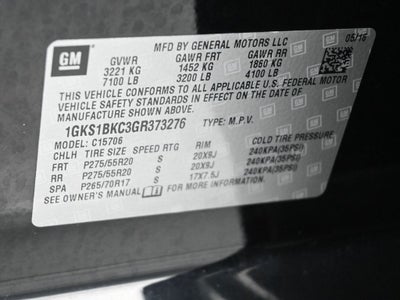 MFD BY GENERAL MOTORS LLC 05/16
GM GVWR GAWR FRT GAWR RR
3221 KG 1452 KG 1860 KG
7100 LB 3200 LB 4100 LB
THIS VEHICLE CONFORMS TO ALL APPLICABLE U.S. FEDERAL MOTOR
VEHICLE SAFETY STANDARDS IN EFFECT ON THE DATE OF
MANUFACTURE SHOWN ABOVE.
1GKS1BKC3GR373276 TYPE: M.P.V.
MODEL: C15706
CHLH TIRE SIZE SPEED RTG RIM COLD TIRE PRESSURE
FRT P275/55R20 S 20X9J 240KPA(35PSI)
RR P275/55R20 S 20X9J 240KPA(35PSI)
SPA P265/70R17 S 17X7.5J 240KPA(35PSI)
SEE OWNER'S MANUAL FOR MORE INFORMATION.